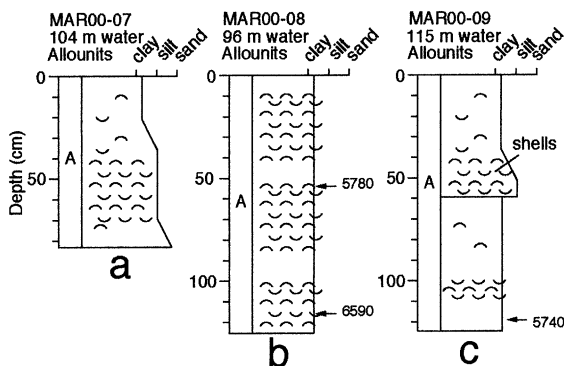 MAR00-07
104 m water
Allounits
clay
silt
sand
MAR00-08
96 m water
Allounits
clay
silt
sand
MAR00-09
115 m water
Allounits
clay
silt
sand
Depth (cm)
0
50
A
a
0
50
100
A
5780
6590
b
0
50
100
A
shells
5740
c